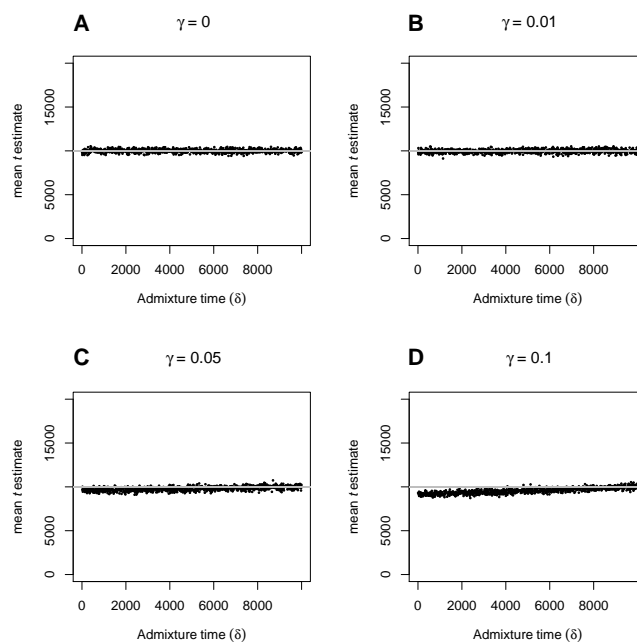 A
γ = 0
mean t estimate
0 5000 15000
0 2000 4000 6000 8000
Admixture time (δ)
B
γ = 0.01
mean t estimate
0 5000 15000
0 2000 4000 6000 8000
Admixture time (δ)
C
γ = 0.05
mean t estimate
0 5000 15000
0 2000 4000 6000 8000
Admixture time (δ)
D
γ = 0.1
mean t estimate
0 5000 15000
0 2000 4000 6000 8000
Admixture time (δ)